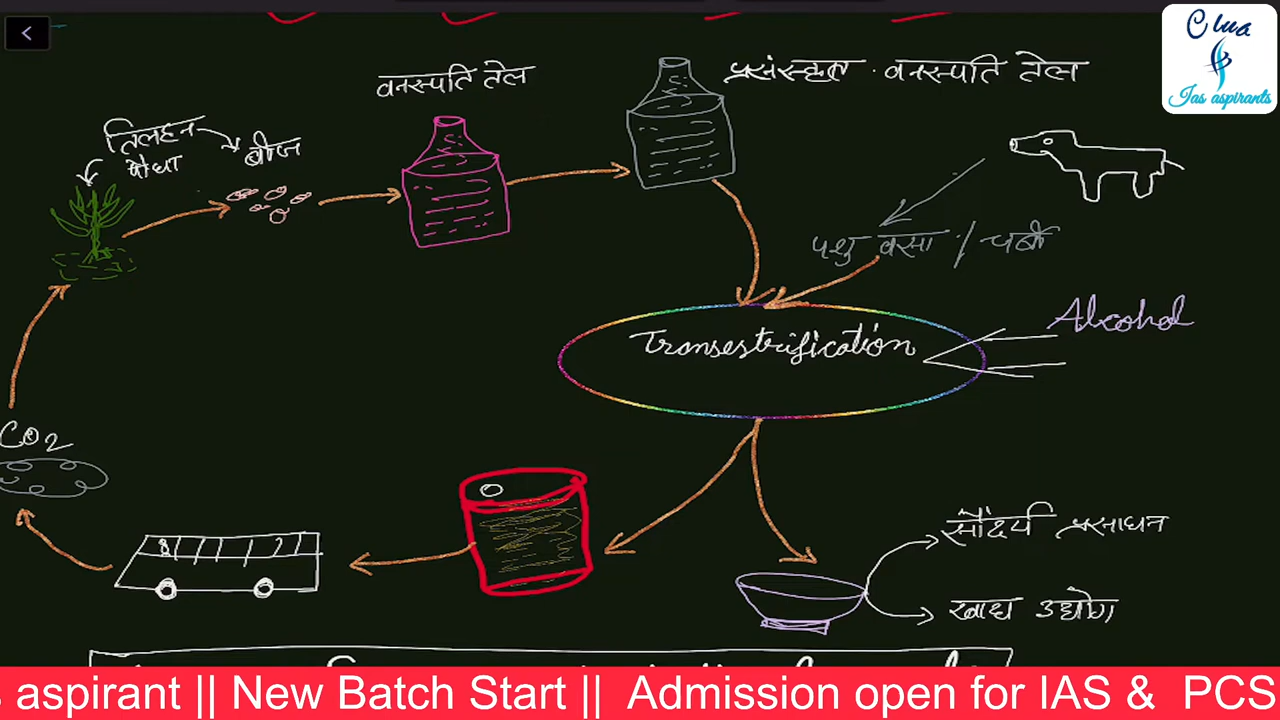 Clua
Ias aspirants
वनस्पति तेल
प्रसंस्कृत वनस्पति तेल
तिलहन
पौधा
बीज
पशु वसा / चर्बी
Alcohol
Transestrification
CO2
सौंदर्य प्रसाधन
खाद्य उद्योग
s aspirant || New Batch Start || Admission open for IAS & PCS